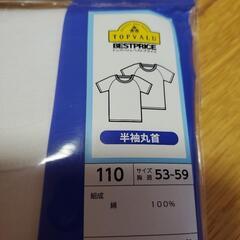 TOPVALU
BESTPRICE
半袖丸首
110 サイズ 胸囲 53-59
組成
綿 100%